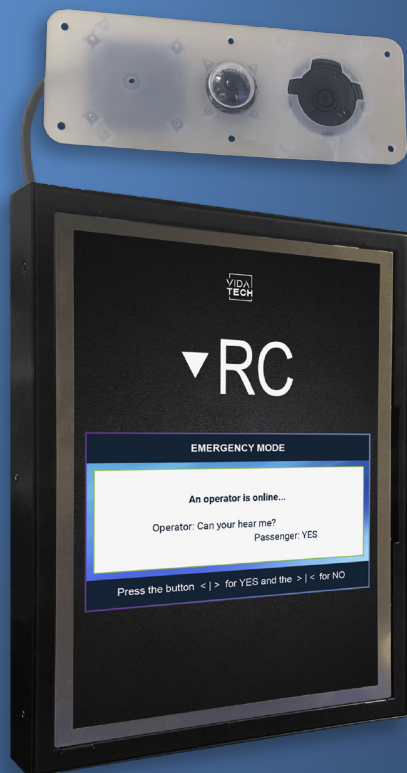 VIDA
TECH
▼RC
EMERGENCY MODE
An operator is online...
Operator: Can your hear me?
Passenger: YES
Press the button < | > for YES and the > | < for NO